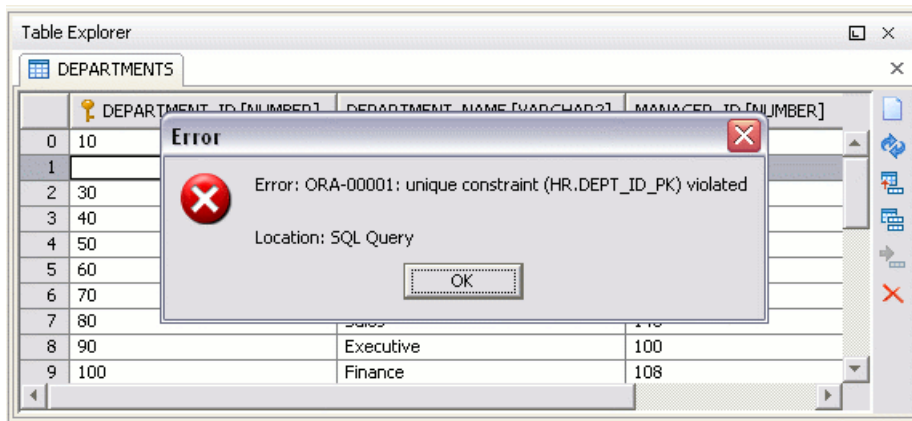 Table Explorer
DEPARTMENTS
DEPARTMENT_ID [NUMBER] DEPARTMENT_NAME [VARCHAR2] MANAGER_ID [NUMBER]
0 10
1
2 30
3 40
4 50
5 60
6 70
7 80 Sales
8 90 Executive 100
9 100 Finance 108
Error
Error: ORA-00001: unique constraint (HR.DEPT_ID_PK) violated
Location: SQL Query
OK